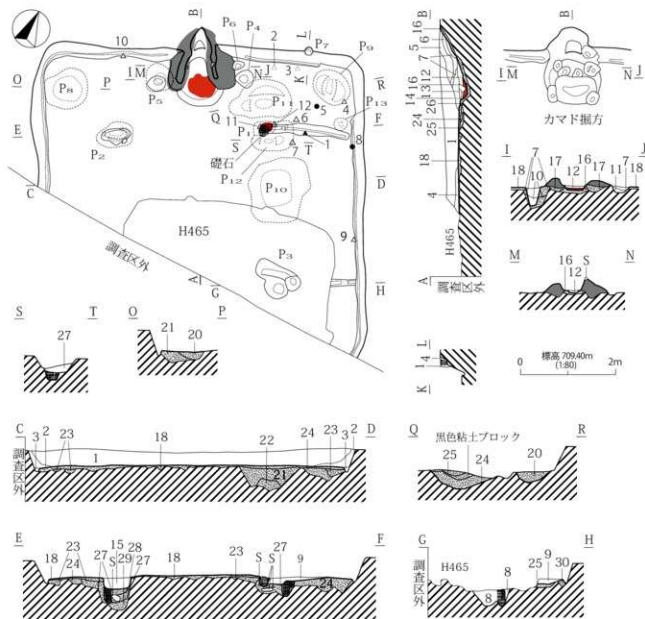 B
10
P₆
P₄
L
2
P₇
P₉
O
P
I M
N J
3
K
R
P₈
P₅
P₁₁
12
5
4
P₁₃
Q
6
F
E
11
P₁
8
P₂
S
T
礎石
7
1
P₁₂
D
P₁₀
C
H465
9
調査区外
P₃
A
G
H
B
6
5
7
12
14
16
13
26
24
25
18
1
4
H465
A
調査区外
I M
N J
カマド掘方
I
J
7
17
16
7
18
10
12
17
11
18
M
N
16
S
12
L
14
K
標高 709.40m
(1:80)
0
2m
S
T
27
O
P
21
20
C
D
2
23
3
1
18
22
24
23
2
3
21
調査区外
Q
R
黒色粘土ブロック
25
24
20
E
F
15
23
27
28
18
24
S
29
27
18
23
S
S
27
9
24
G
H
調査区外
H465
8
9
25
30
8